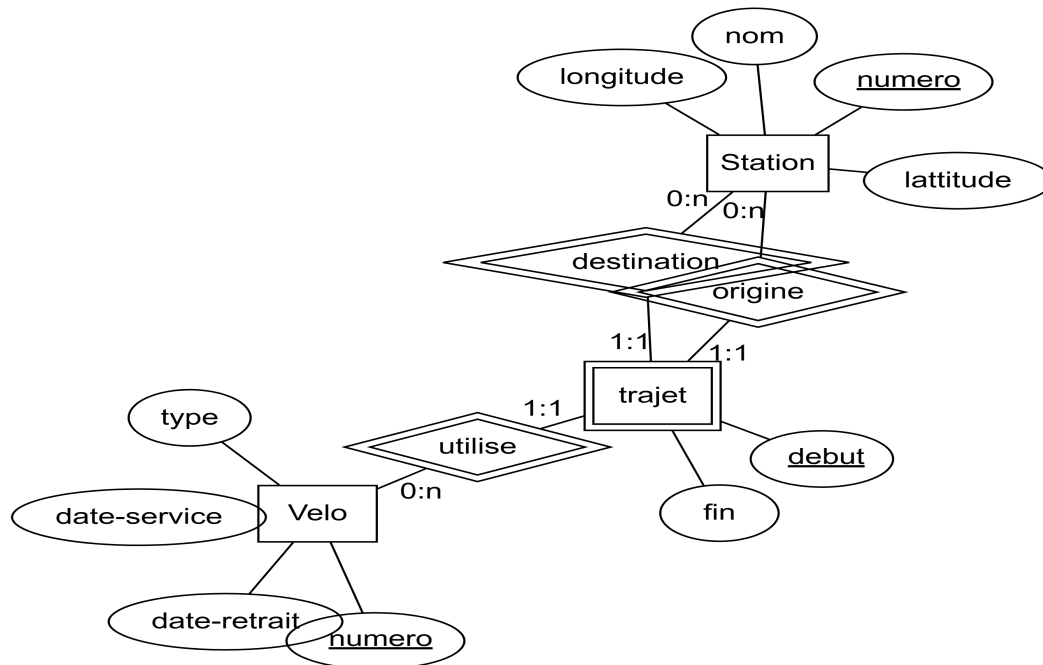 nom
longitude
numero
Station
lattitude
0:n
0:n
destination
origine
1:1
1:1
trajet
type
1:1
utilise
debut
0:n
date-service
Velo
fin
date-retrait
numero